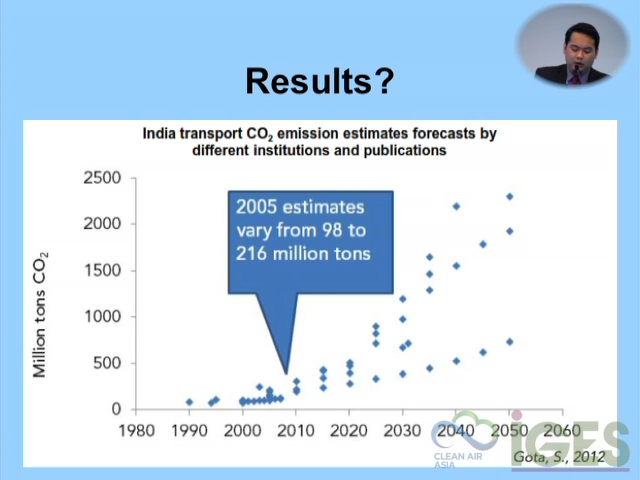 Results?
India transport CO₂ emission estimates forecasts by
different institutions and publications
Million tons CO₂
2500
2000
1500
1000
500
0
2005 estimates
vary from 98 to
216 million tons
1980 1990 2000 2010 2020 2030 2040 2050 2060
CLEAN AIR
ASIA
IGES
Gota, S., 2012